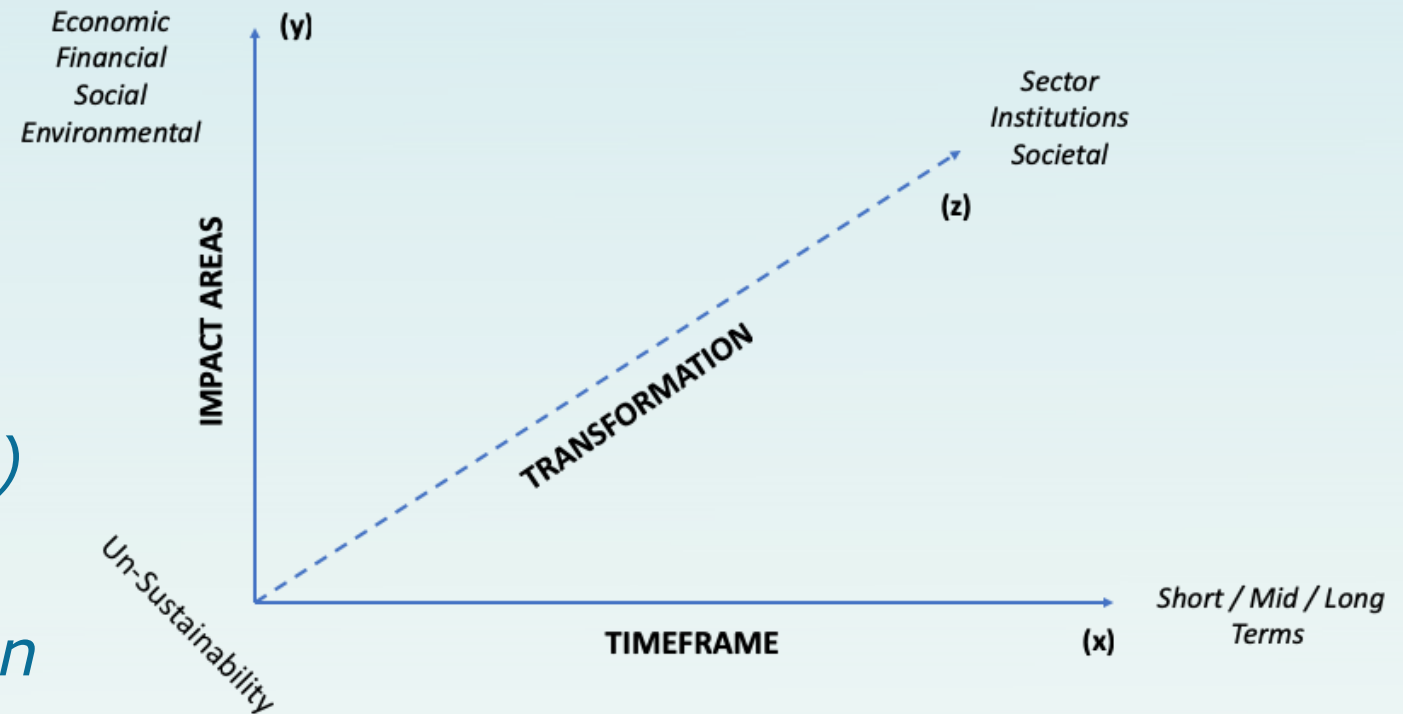 Economic
Financial
Social
Environmental
(y)
Sector
Institutions
Societal
(z)
IMPACT AREAS
TRANSFORMATION
)
Un-Sustainability
n
TIMEFRAME
(x)
Short / Mid / Long
Terms